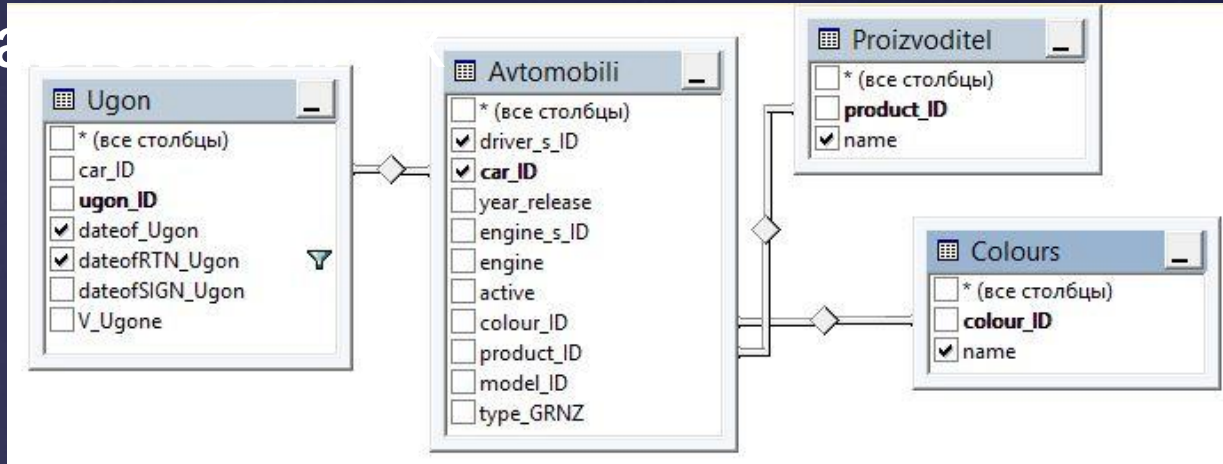 Ugon
* (все столбцы)
car_ID
ugon_ID
dateof_Ugon
dateofRTN_Ugon
dateofSIGN_Ugon
V_Ugone
Avtomobili
* (все столбцы)
driver_s_ID
car_ID
year_release
engine_s_ID
engine
active
colour_ID
product_ID
model_ID
type_GRNZ
Proizvoditel
* (все столбцы)
product_ID
name
Colours
* (все столбцы)
colour_ID
name